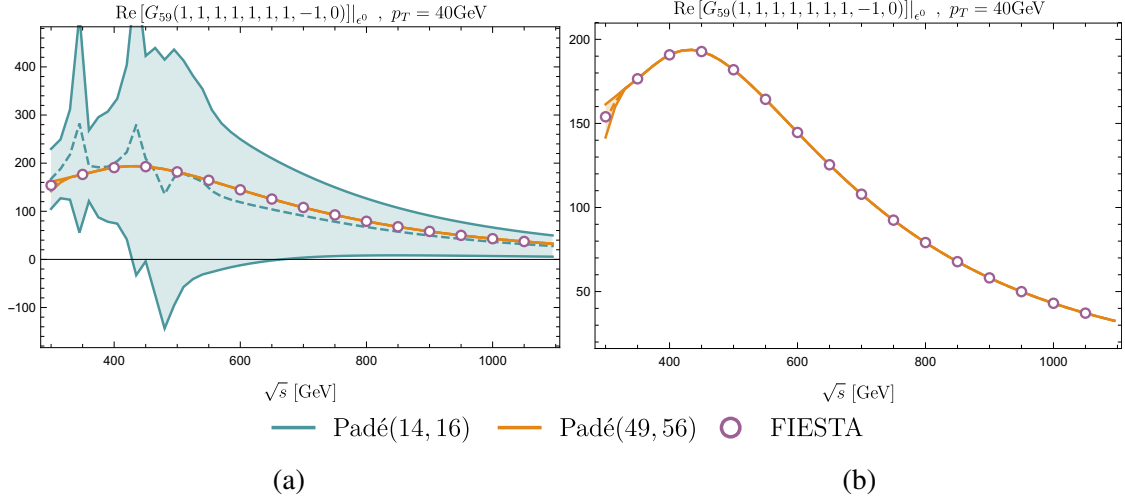 Re [G₅₉(1, 1, 1, 1, 1, 1, 1, −1, 0)]|_{ϵ⁰} , p_T = 40GeV
400
300
200
100
0
−100
400
600
800
1000
√s [GeV]
Re [G₅₉(1, 1, 1, 1, 1, 1, 1, −1, 0)]|_{ϵ⁰} , p_T = 40GeV
200
150
100
50
400
600
800
1000
√s [GeV]
Padé(14, 16)
Padé(49, 56)
FIESTA
(a)
(b)